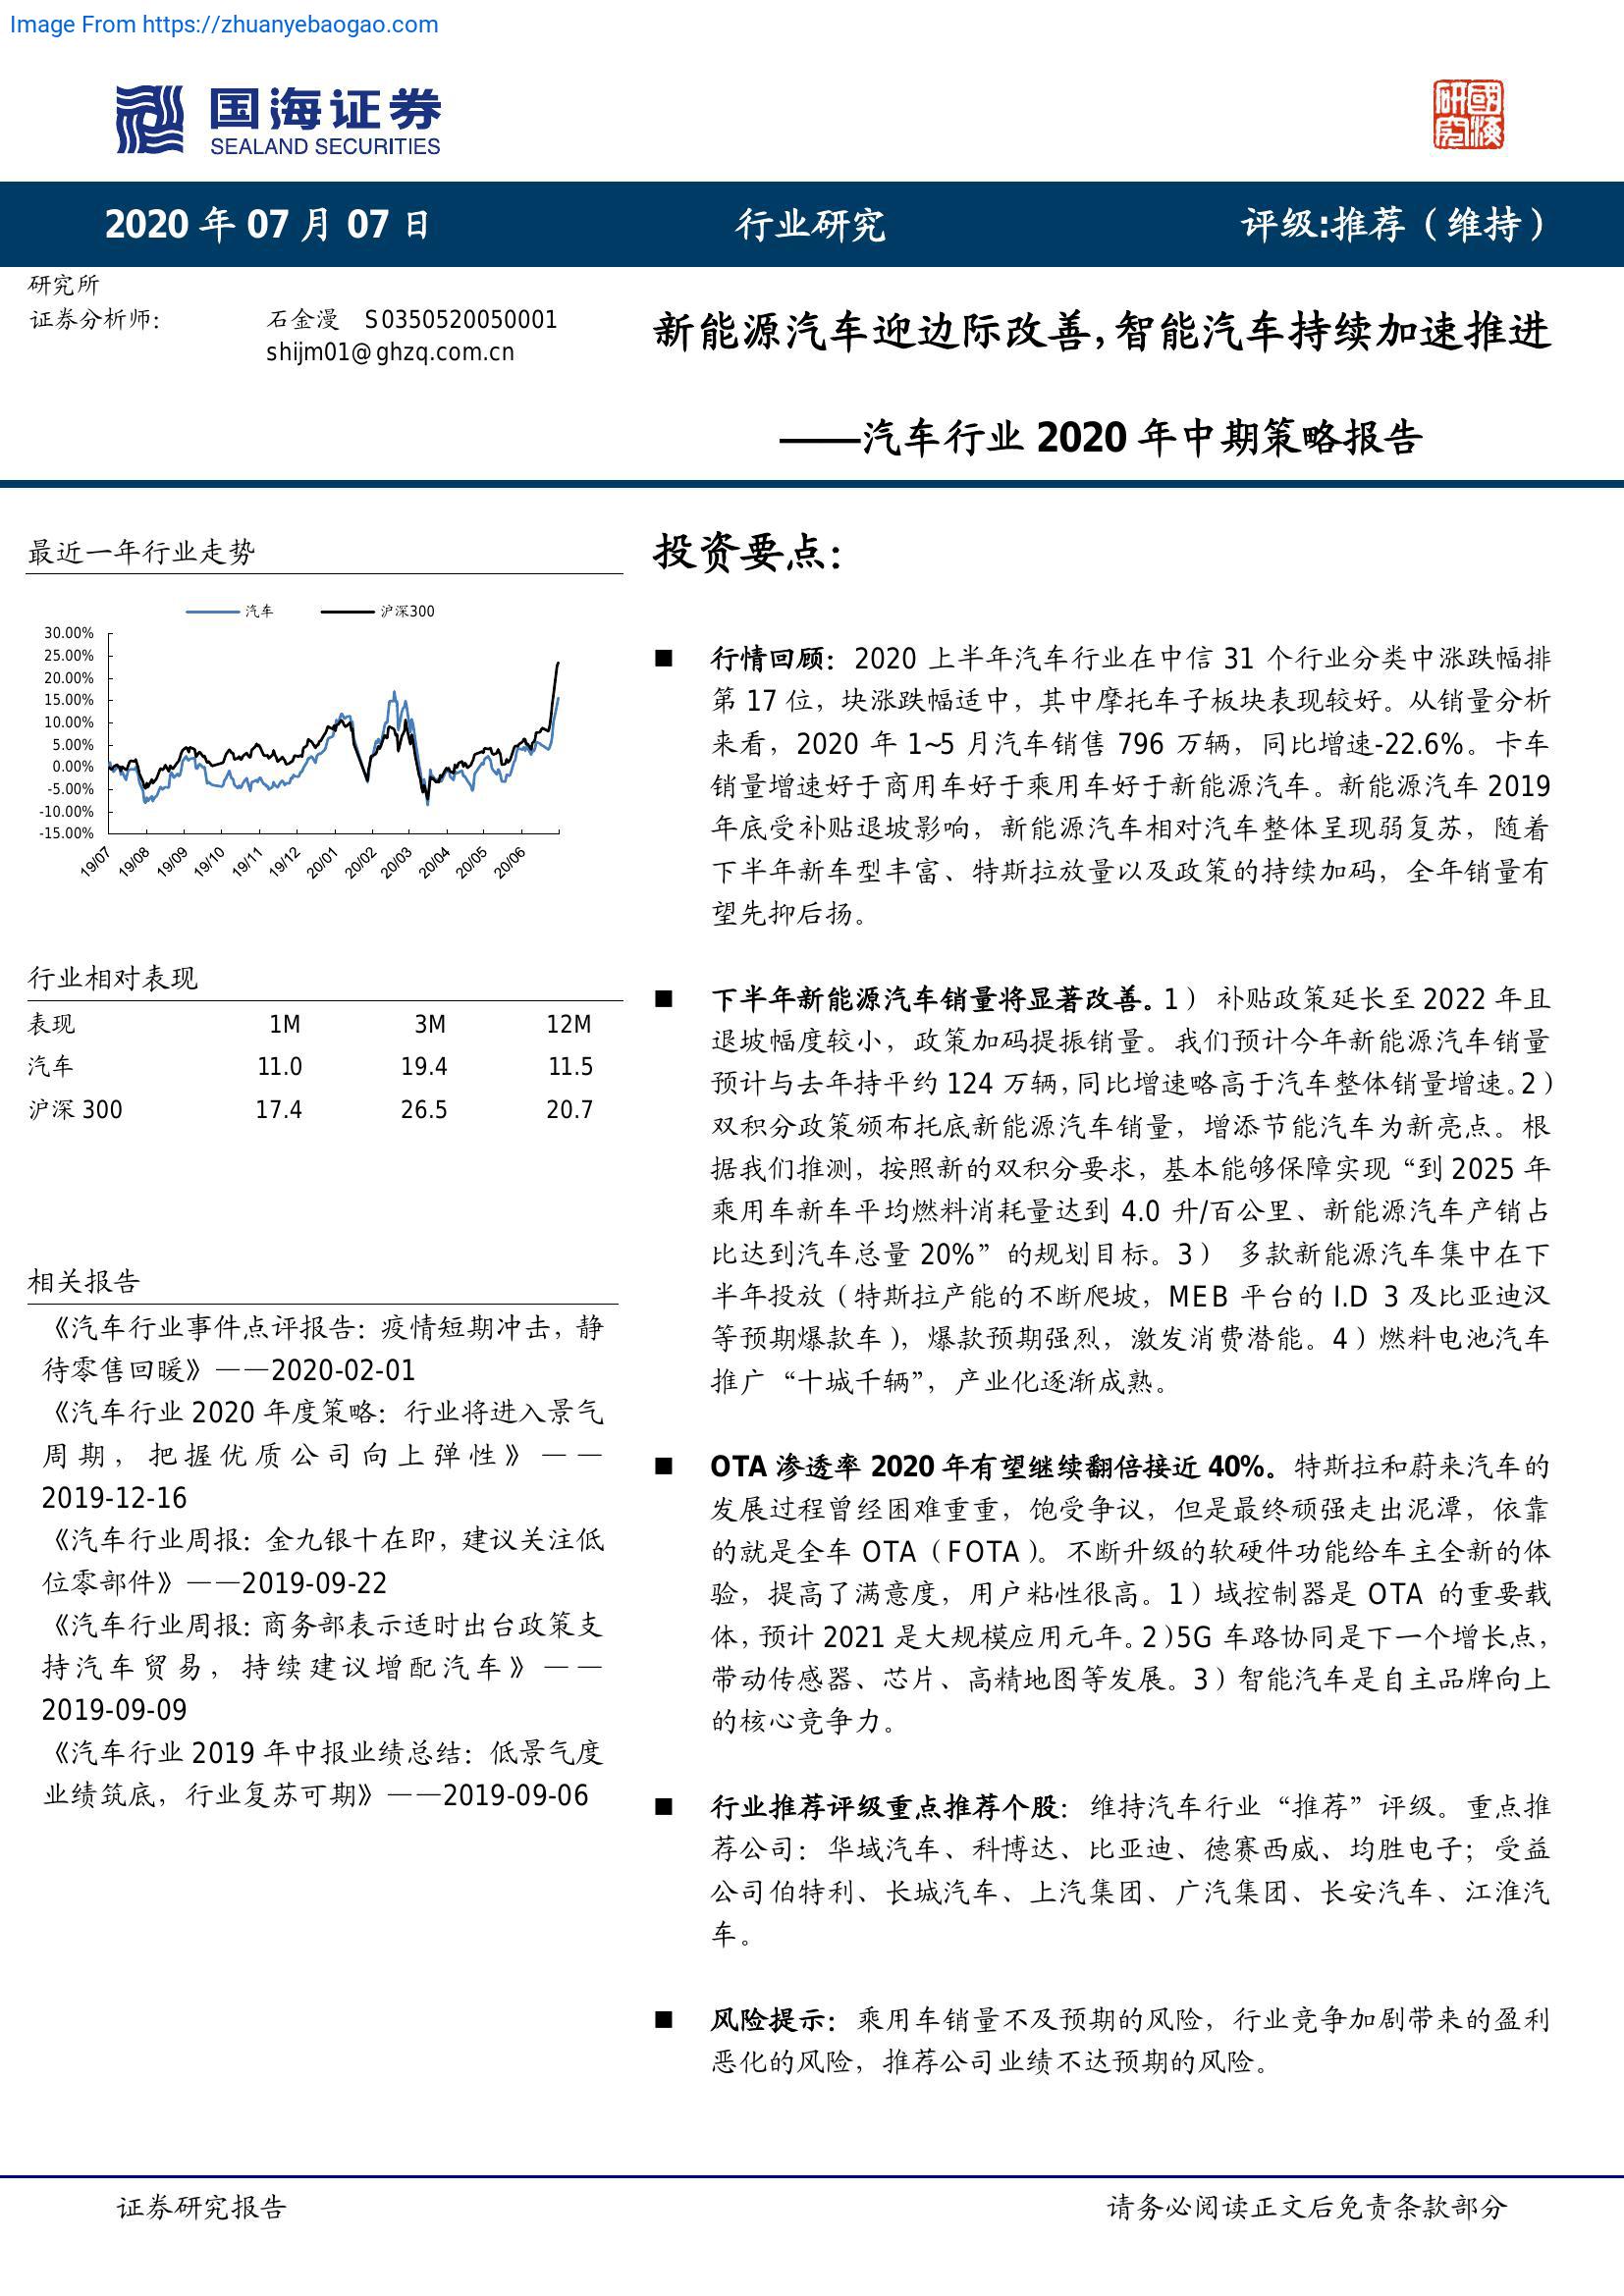 Image From https://zhuanyebaogao.com
国海证券
SEALAND SECURITIES
研究
國海
2020 年 07 月 07 日
行业研究
评级:推荐（维持）
研究所
证券分析师：
石金漫 S0350520050001
shijm01@ghzq.com.cn
新能源汽车迎边际改善，智能汽车持续加速推进
——汽车行业 2020 年中期策略报告
最近一年行业走势
汽车
沪深300
30.00%
25.00%
20.00%
15.00%
10.00%
5.00%
0.00%
-5.00%
-10.00%
-15.00%
19/07
19/08
19/09
19/10
19/11
19/12
20/01
20/02
20/03
20/04
20/05
20/06
行业相对表现
表现 1M 3M 12M
汽车 11.0 19.4 11.5
沪深 300 17.4 26.5 20.7
相关报告
《汽车行业事件点评报告：疫情短期冲击，静
待零售回暖》——2020-02-01
《汽车行业 2020 年度策略：行业将进入景气
周期，把握优质公司向上弹性》——
2019-12-16
《汽车行业周报：金九银十在即，建议关注低
位零部件》——2019-09-22
《汽车行业周报：商务部表示适时出台政策支
持汽车贸易，持续建议增配汽车》——
2019-09-09
《汽车行业 2019 年中报业绩总结：低景气度
业绩筑底，行业复苏可期》——2019-09-06
投资要点：
■ 行情回顾：2020 上半年汽车行业在中信 31 个行业分类中涨跌幅排
第 17 位，块涨跌幅适中，其中摩托车子板块表现较好。从销量分析
来看，2020 年 1~5 月汽车销售 796 万辆，同比增速-22.6%。卡车
销量增速好于商用车好于乘用车好于新能源汽车。新能源汽车 2019
年底受补贴退坡影响，新能源汽车相对汽车整体呈现弱复苏，随着
下半年新车型丰富、特斯拉放量以及政策的持续加码，全年销量有
望先抑后扬。
■ 下半年新能源汽车销量将显著改善。1） 补贴政策延长至 2022 年且
退坡幅度较小，政策加码提振销量。我们预计今年新能源汽车销量
预计与去年持平约 124 万辆，同比增速略高于汽车整体销量增速。2）
双积分政策颁布托底新能源汽车销量，增添节能汽车为新亮点。根
据我们推测，按照新的双积分要求，基本能够保障实现“到 2025 年
乘用车新车平均燃料消耗量达到 4.0 升/百公里、新能源汽车产销占
比达到汽车总量 20%”的规划目标。3） 多款新能源汽车集中在下
半年投放（特斯拉产能的不断爬坡，MEB 平台的 I.D 3 及比亚迪汉
等预期爆款车），爆款预期强烈，激发消费潜能。4）燃料电池汽车
推广“十城千辆”，产业化逐渐成熟。
■ OTA 渗透率 2020 年有望继续翻倍接近 40%。特斯拉和蔚来汽车的
发展过程曾经困难重重，饱受争议，但是最终顽强走出泥潭，依靠
的就是全车 OTA（FOTA）。不断升级的软硬件功能给车主全新的体
验，提高了满意度，用户粘性很高。1）域控制器是 OTA 的重要载
体，预计 2021 是大规模应用元年。2）5G 车路协同是下一个增长点，
带动传感器、芯片、高精地图等发展。3）智能汽车是自主品牌向上
的核心竞争力。
■ 行业推荐评级重点推荐个股：维持汽车行业“推荐”评级。重点推
荐公司：华域汽车、科博达、比亚迪、德赛西威、均胜电子；受益
公司伯特利、长城汽车、上汽集团、广汽集团、长安汽车、江淮汽
车。
■ 风险提示：乘用车销量不及预期的风险，行业竞争加剧带来的盈利
恶化的风险，推荐公司业绩不达预期的风险。
证券研究报告
请务必阅读正文后免责条款部分